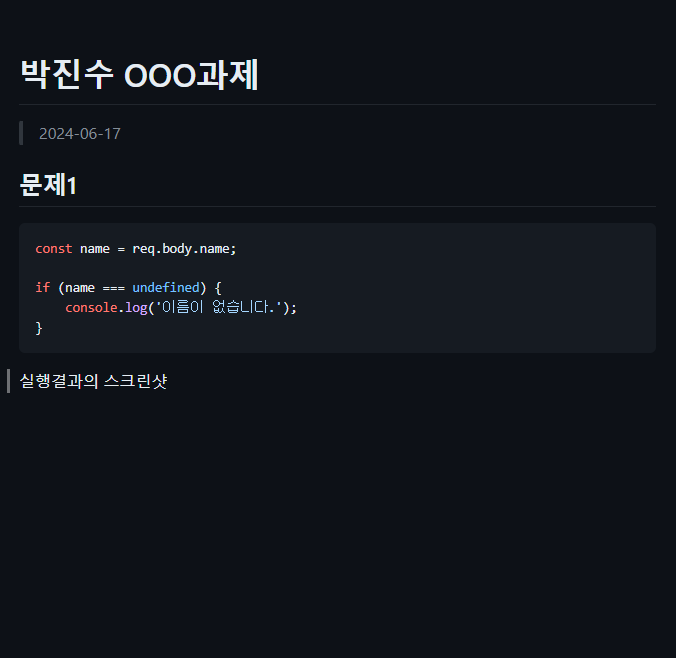 박진수 OOO과제
2024-06-17
문제1
const name = req.body.name;
if (name === undefined) {
    console.log('이름이 없습니다.');
}
실행결과의 스크린샷